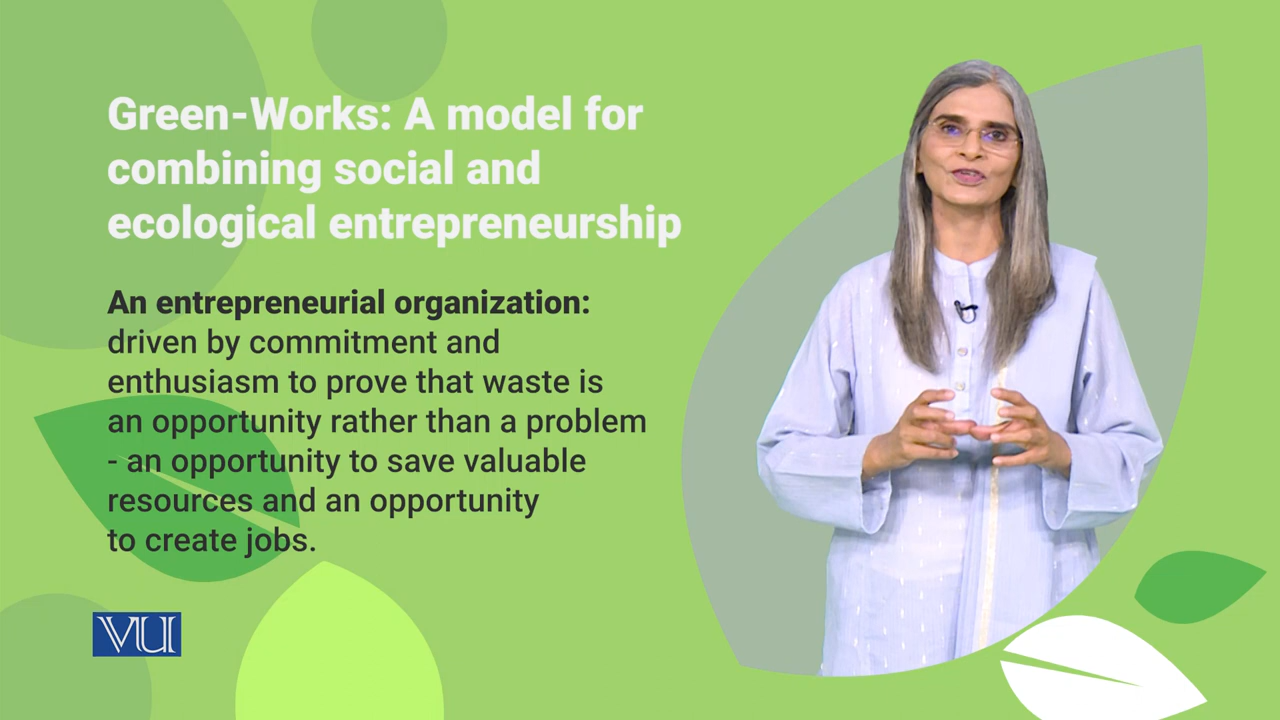 Green-Works: A model for
combining social and
ecological entrepreneurship
An entrepreneurial organization:
driven by commitment and
enthusiasm to prove that waste is
an opportunity rather than a problem
- an opportunity to save valuable
resources and an opportunity
to create jobs.
VU